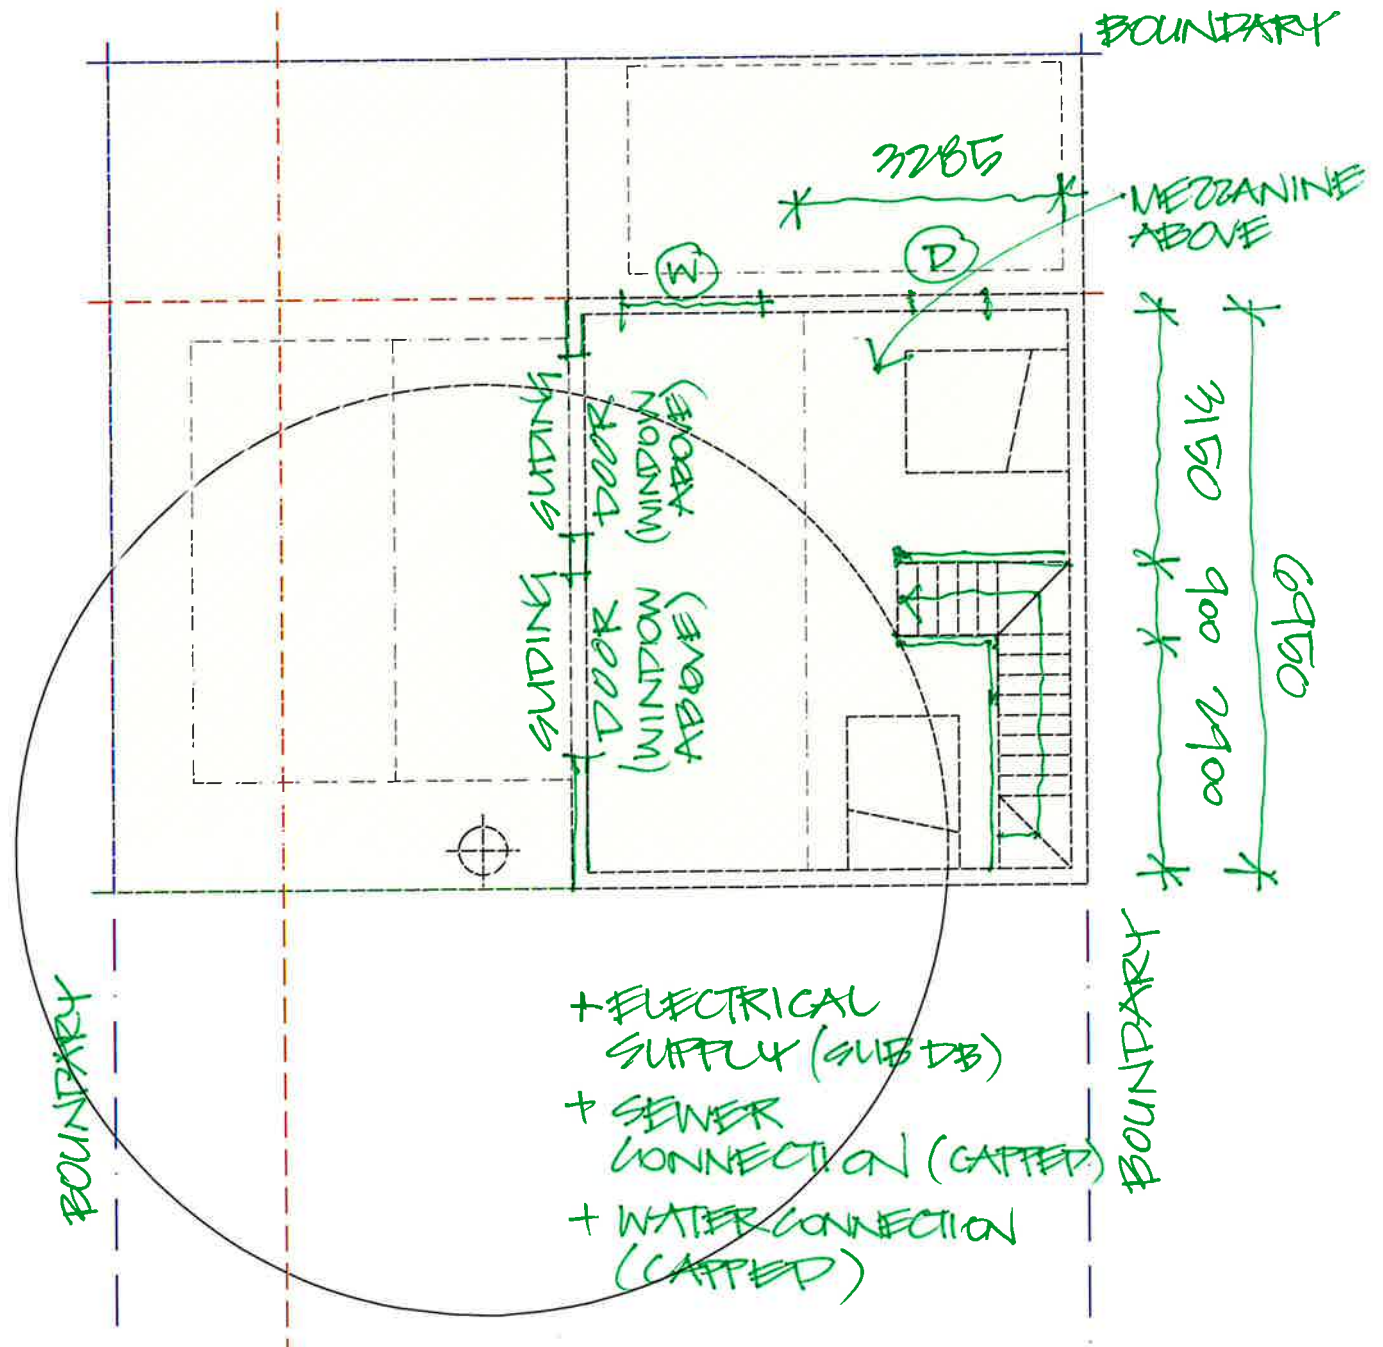 BOUNDARY
3285
MEZZANINE
ABOVE
W
D
SLIDING
DOOR
(WINDOW
ABOVE)
SLIDING
DOOR
(WINDOW
ABOVE)
3150
900
2900
6950
BOUNDARY
BOUNDARY
+ ELECTRICAL
SUPPLY (SUB DB)
+ SEWER
CONNECTION (CAPPED)
+ WATER CONNECTION
(CAPPED)